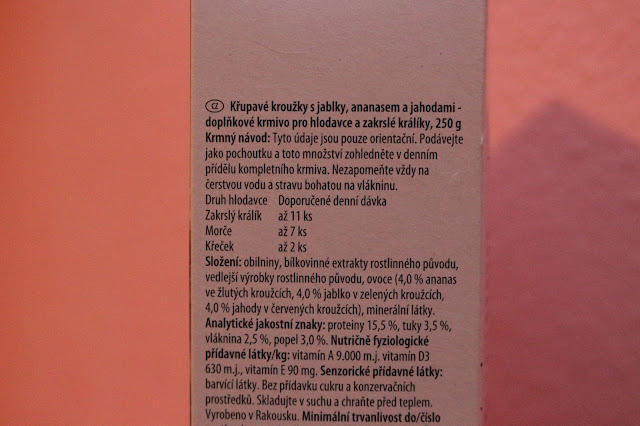 CZ Křupavé kroužky s jablky, ananasem a jahodami -
doplňkové krmivo pro hlodavce a zakrslé králíky, 250 g
Krmný návod: Tyto údaje jsou pouze orientační. Podávejte
jako pochoutku a toto množství zohledněte v denním
přídělu kompletního krmiva. Nezapomeňte vždy na
čerstvou vodu a stravu bohatou na vlákninu.
Druh hlodavce Doporučené denní dávka
Zakrslý králík až 11 ks
Morče až 7 ks
Křeček až 2 ks
Složení: obilniny, bílkovinné extrakty rostlinného původu,
vedlejší výrobky rostlinného původu, ovoce (4,0 % ananas
ve žlutých kroužcích, 4,0 % jablko v zelených kroužcích,
4,0 % jahody v červených kroužcích), minerální látky.
Analytické jakostní znaky: proteiny 15,5 %, tuky 3,5 %,
vláknina 2,5 %, popel 3,0 %. Nutričně fyziologické
přídavné látky/kg: vitamín A 9.000 m.j. vitamín D3
630 m.j., vitamín E 90 mg. Senzorické přídavné látky:
barvící látky. Bez přídavku cukru a konzervačních
prostředků. Skladujte v suchu a chraňte před teplem.
Vyrobeno v Rakousku. Minimální trvanlivost do/číslo